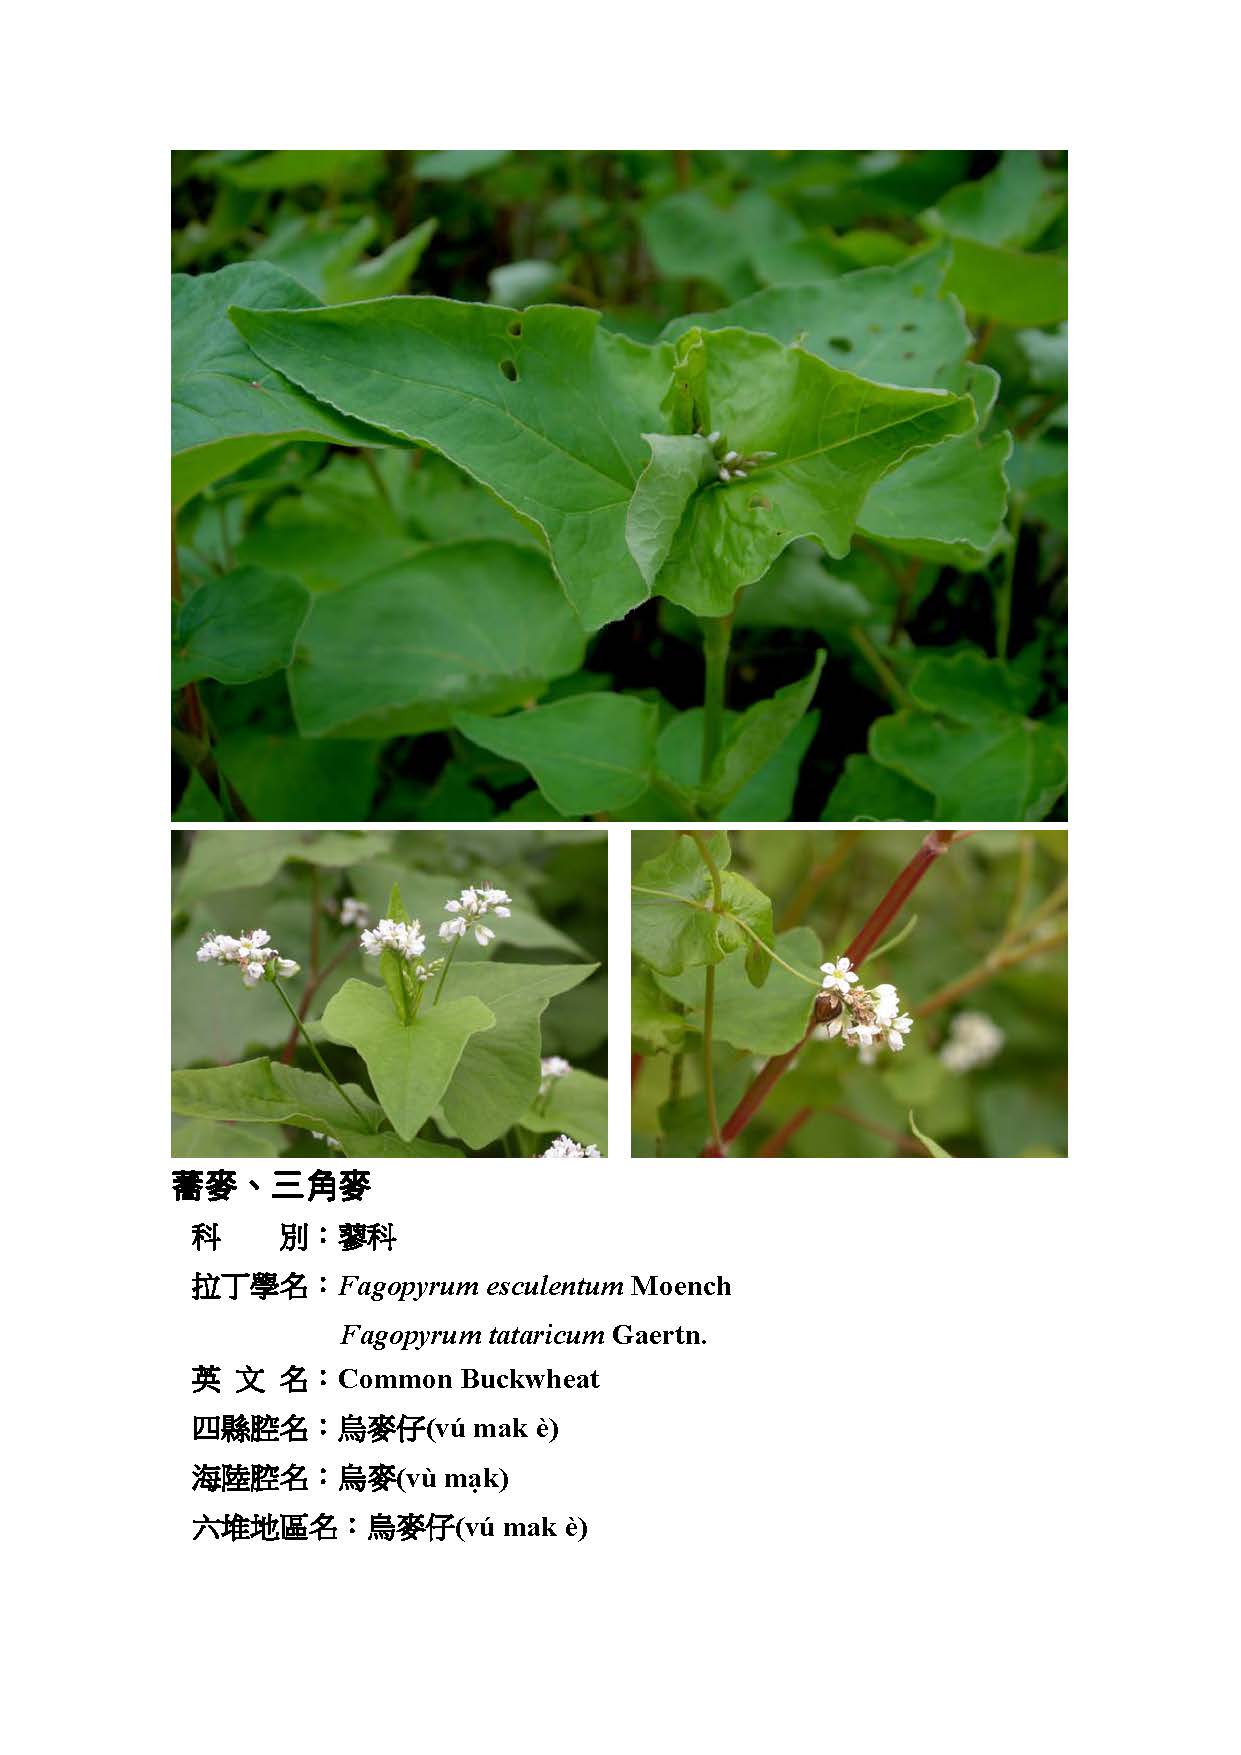 蕎麥、三角麥
科　　別：蓼科
拉丁學名：Fagopyrum esculentum Moench
Fagopyrum tataricum Gaertn.
英 文 名：Common Buckwheat
四縣腔名：烏麥仔(vú mak è)
海陸腔名：烏麥(vù mạk)
六堆地區名：烏麥仔(vú mak è)